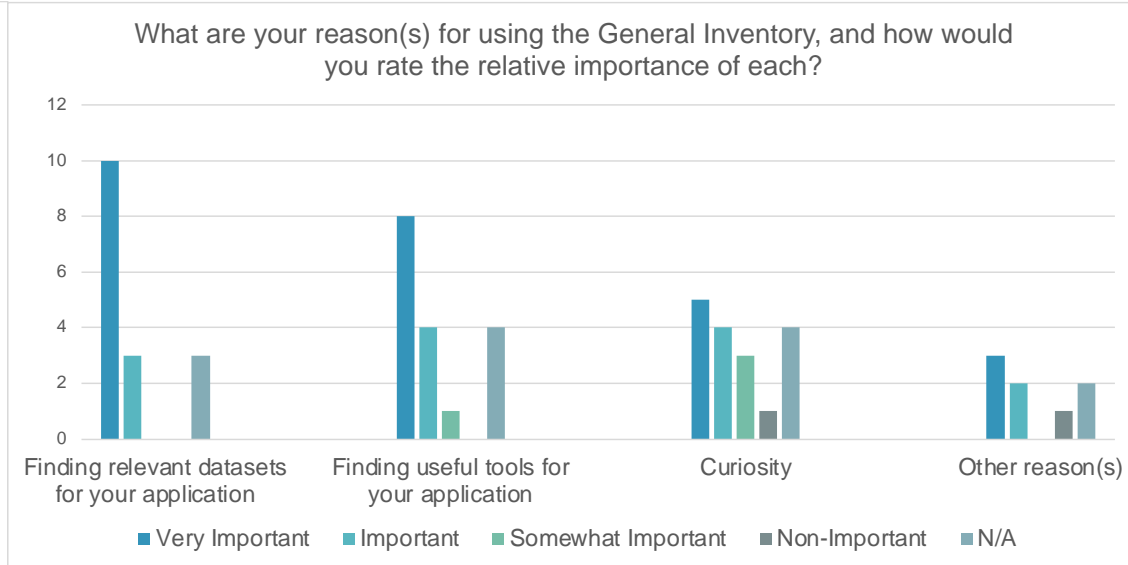 What are your reason(s) for using the General Inventory, and how would
you rate the relative importance of each?
12
10
8
6
4
2
0
Finding relevant datasets
for your application
Finding useful tools for
your application
Curiosity
Other reason(s)
Very Important
Important
Somewhat Important
Non-Important
N/A